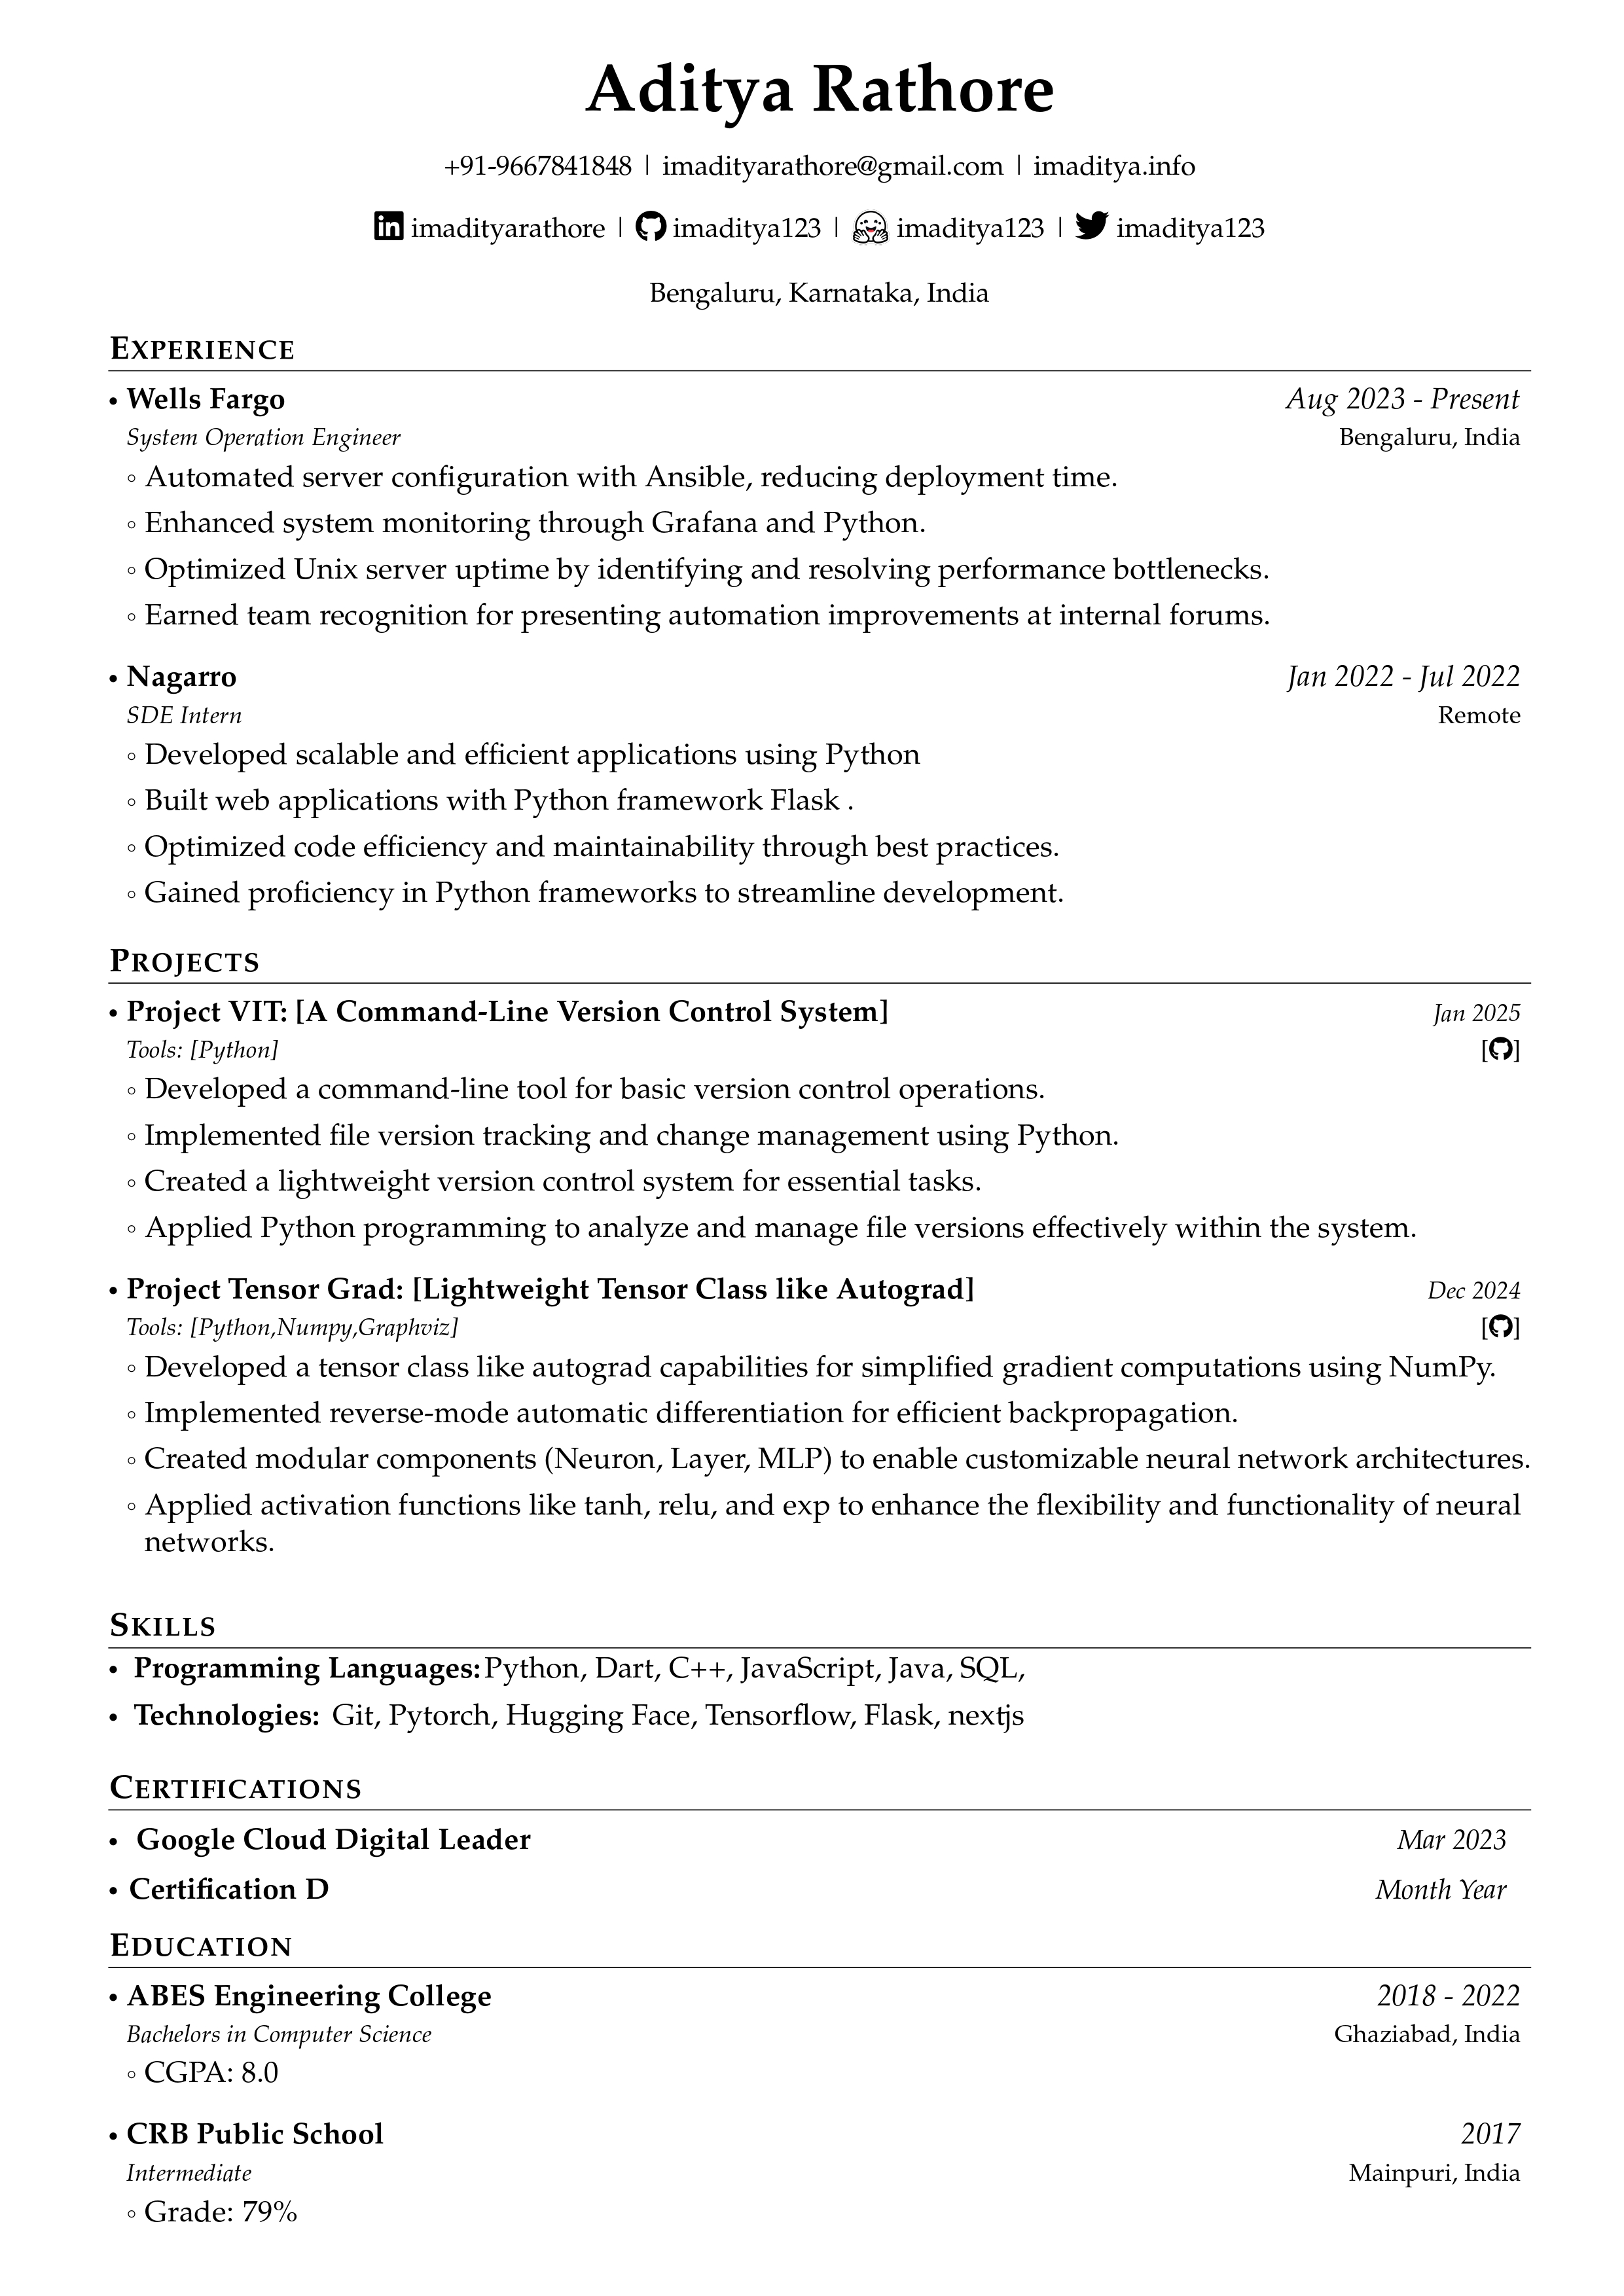 Aditya Rathore
+91-9667841848 | imadityarathore@gmail.com | imaditya.info
imadityarathore | imaditya123 | imaditya123 | imaditya123
Bengaluru, Karnataka, India
EXPERIENCE
• Wells Fargo Aug 2023 - Present
System Operation Engineer Bengaluru, India
◦ Automated server configuration with Ansible, reducing deployment time.
◦ Enhanced system monitoring through Grafana and Python.
◦ Optimized Unix server uptime by identifying and resolving performance bottlenecks.
◦ Earned team recognition for presenting automation improvements at internal forums.
• Nagarro Jan 2022 - Jul 2022
SDE Intern Remote
◦ Developed scalable and efficient applications using Python
◦ Built web applications with Python framework Flask .
◦ Optimized code efficiency and maintainability through best practices.
◦ Gained proficiency in Python frameworks to streamline development.
PROJECTS
• Project VIT: [A Command-Line Version Control System] Jan 2025
Tools: [Python] []
◦ Developed a command-line tool for basic version control operations.
◦ Implemented file version tracking and change management using Python.
◦ Created a lightweight version control system for essential tasks.
◦ Applied Python programming to analyze and manage file versions effectively within the system.
• Project Tensor Grad: [Lightweight Tensor Class like Autograd] Dec 2024
Tools: [Python,Numpy,Graphviz] []
◦ Developed a tensor class like autograd capabilities for simplified gradient computations using NumPy.
◦ Implemented reverse-mode automatic differentiation for efficient backpropagation.
◦ Created modular components (Neuron, Layer, MLP) to enable customizable neural network architectures.
◦ Applied activation functions like tanh, relu, and exp to enhance the flexibility and functionality of neural
networks.
SKILLS
• Programming Languages: Python, Dart, C++, JavaScript, Java, SQL,
• Technologies: Git, Pytorch, Hugging Face, Tensorflow, Flask, nextjs
CERTIFICATIONS
• Google Cloud Digital Leader Mar 2023
• Certification D Month Year
EDUCATION
• ABES Engineering College 2018 - 2022
Bachelors in Computer Science Ghaziabad, India
◦ CGPA: 8.0
• CRB Public School 2017
Intermediate Mainpuri, India
◦ Grade: 79%